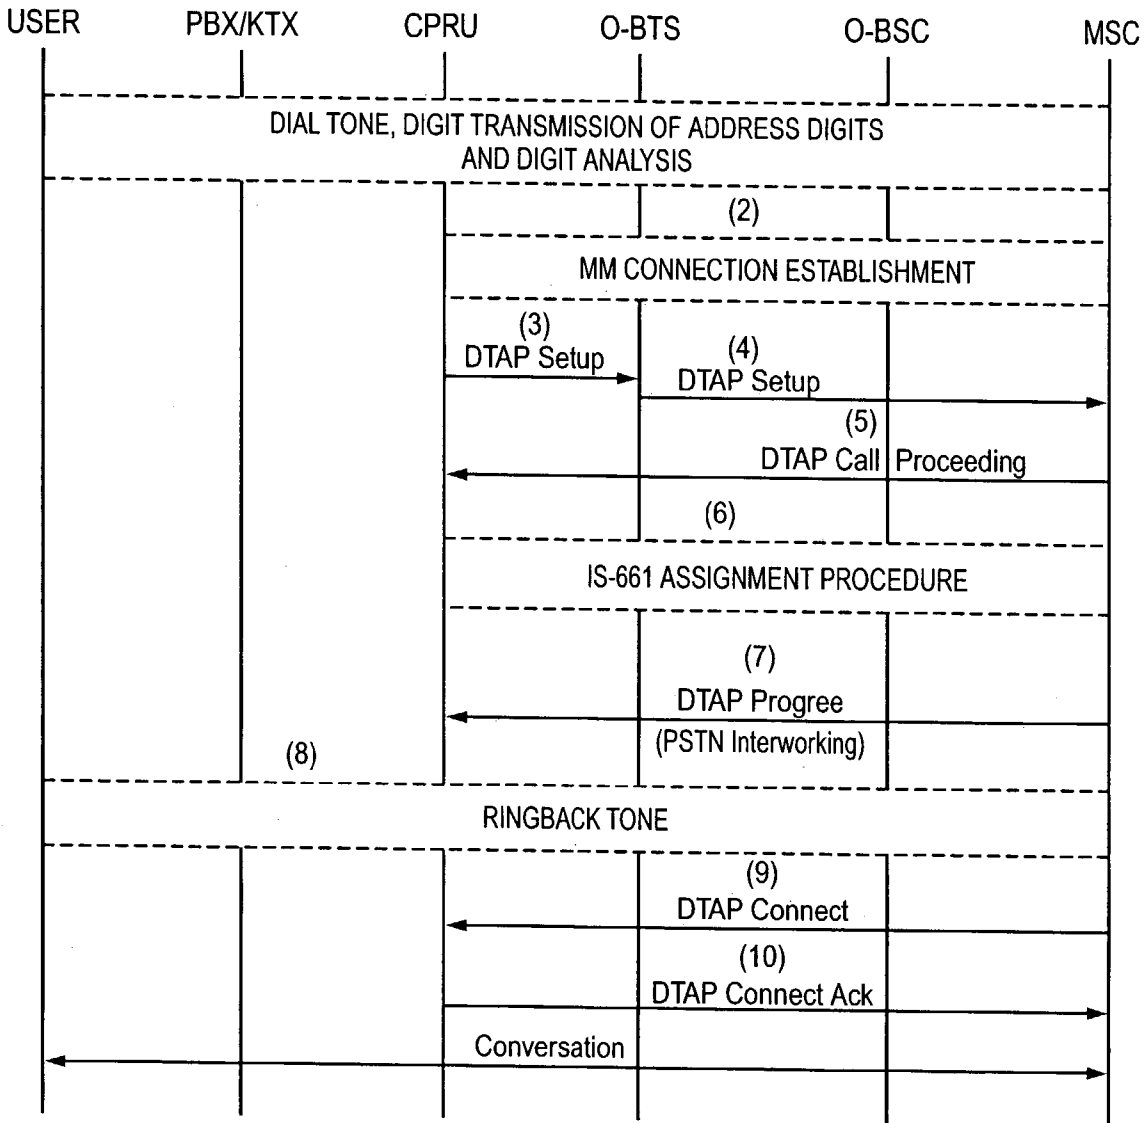 USER PBX/KTX CPRU O-BTS O-BSC MSC
DIAL TONE, DIGIT TRANSMISSION OF ADDRESS DIGITS
AND DIGIT ANALYSIS
(2)
MM CONNECTION ESTABLISHMENT
(3)
DTAP Setup
(4)
DTAP Setup
(5)
DTAP Call Proceeding
(6)
IS-661 ASSIGNMENT PROCEDURE
(7)
DTAP Progree
(PSTN Interworking)
(8)
RINGBACK TONE
(9)
DTAP Connect
(10)
DTAP Connect Ack
Conversation